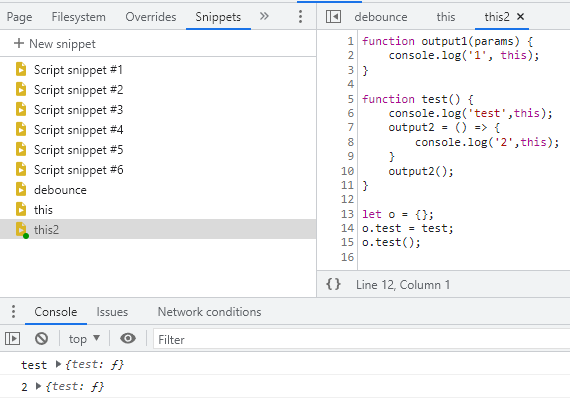 Page Filesystem Overrides Snippets »
+ New snippet
Script snippet #1
Script snippet #2
Script snippet #3
Script snippet #4
Script snippet #5
Script snippet #6
debounce
this
this2
debounce this this2 ×
1 function output1(params) {
2     console.log('1', this);
3 }
4
5 function test() {
6     console.log('test',this);
7     output2 = () => {
8         console.log('2',this);
9     }
10     output2();
11 }
12
13 let o = {};
14 o.test = test;
15 o.test();
16
{} Line 12, Column 1
Console Issues Network conditions
top ▼ Filter
test ▶{test: ƒ}
2 ▶{test: ƒ}